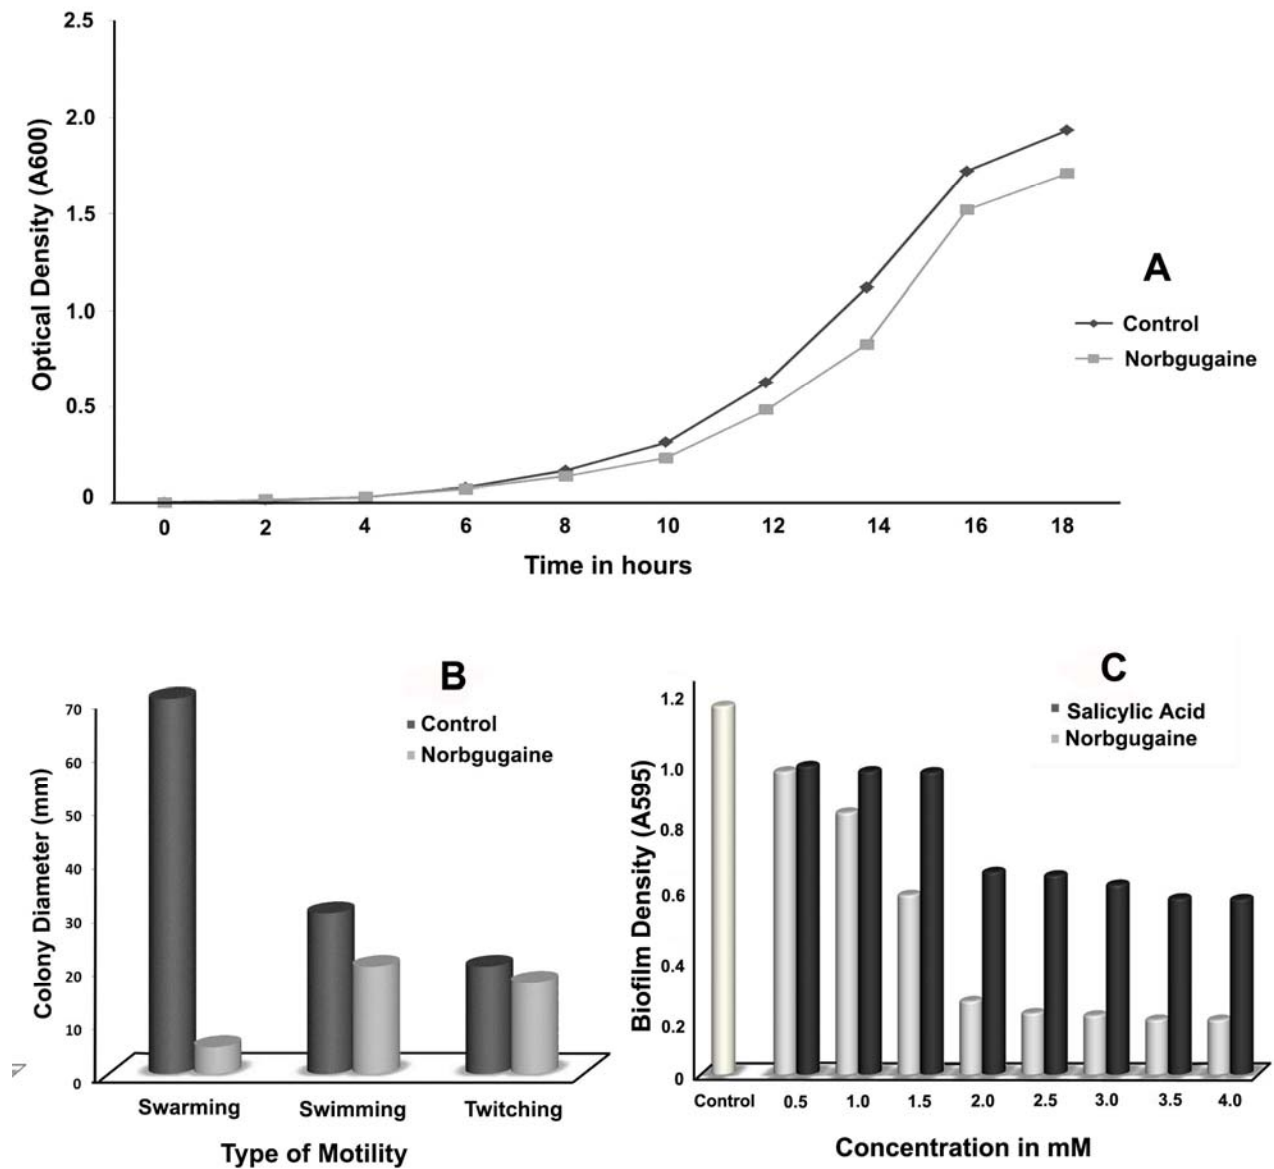 2.5
2.0
1.5
1.0
0.5
0
Optical Density (A600)
A
Control
Norbgugaine
0 2 4 6 8 10 12 14 16 18
Time in hours
B
Control
Norbgugaine
70
60
50
40
30
20
10
0
Colony Diameter (mm)
Swarming Swimming Twitching
Type of Motility
C
Salicylic Acid
Norbgugaine
1.2
1.0
0.8
0.6
0.4
0.2
0
Biofilm Density (A595)
Control 0.5 1.0 1.5 2.0 2.5 3.0 3.5 4.0
Concentration in mM